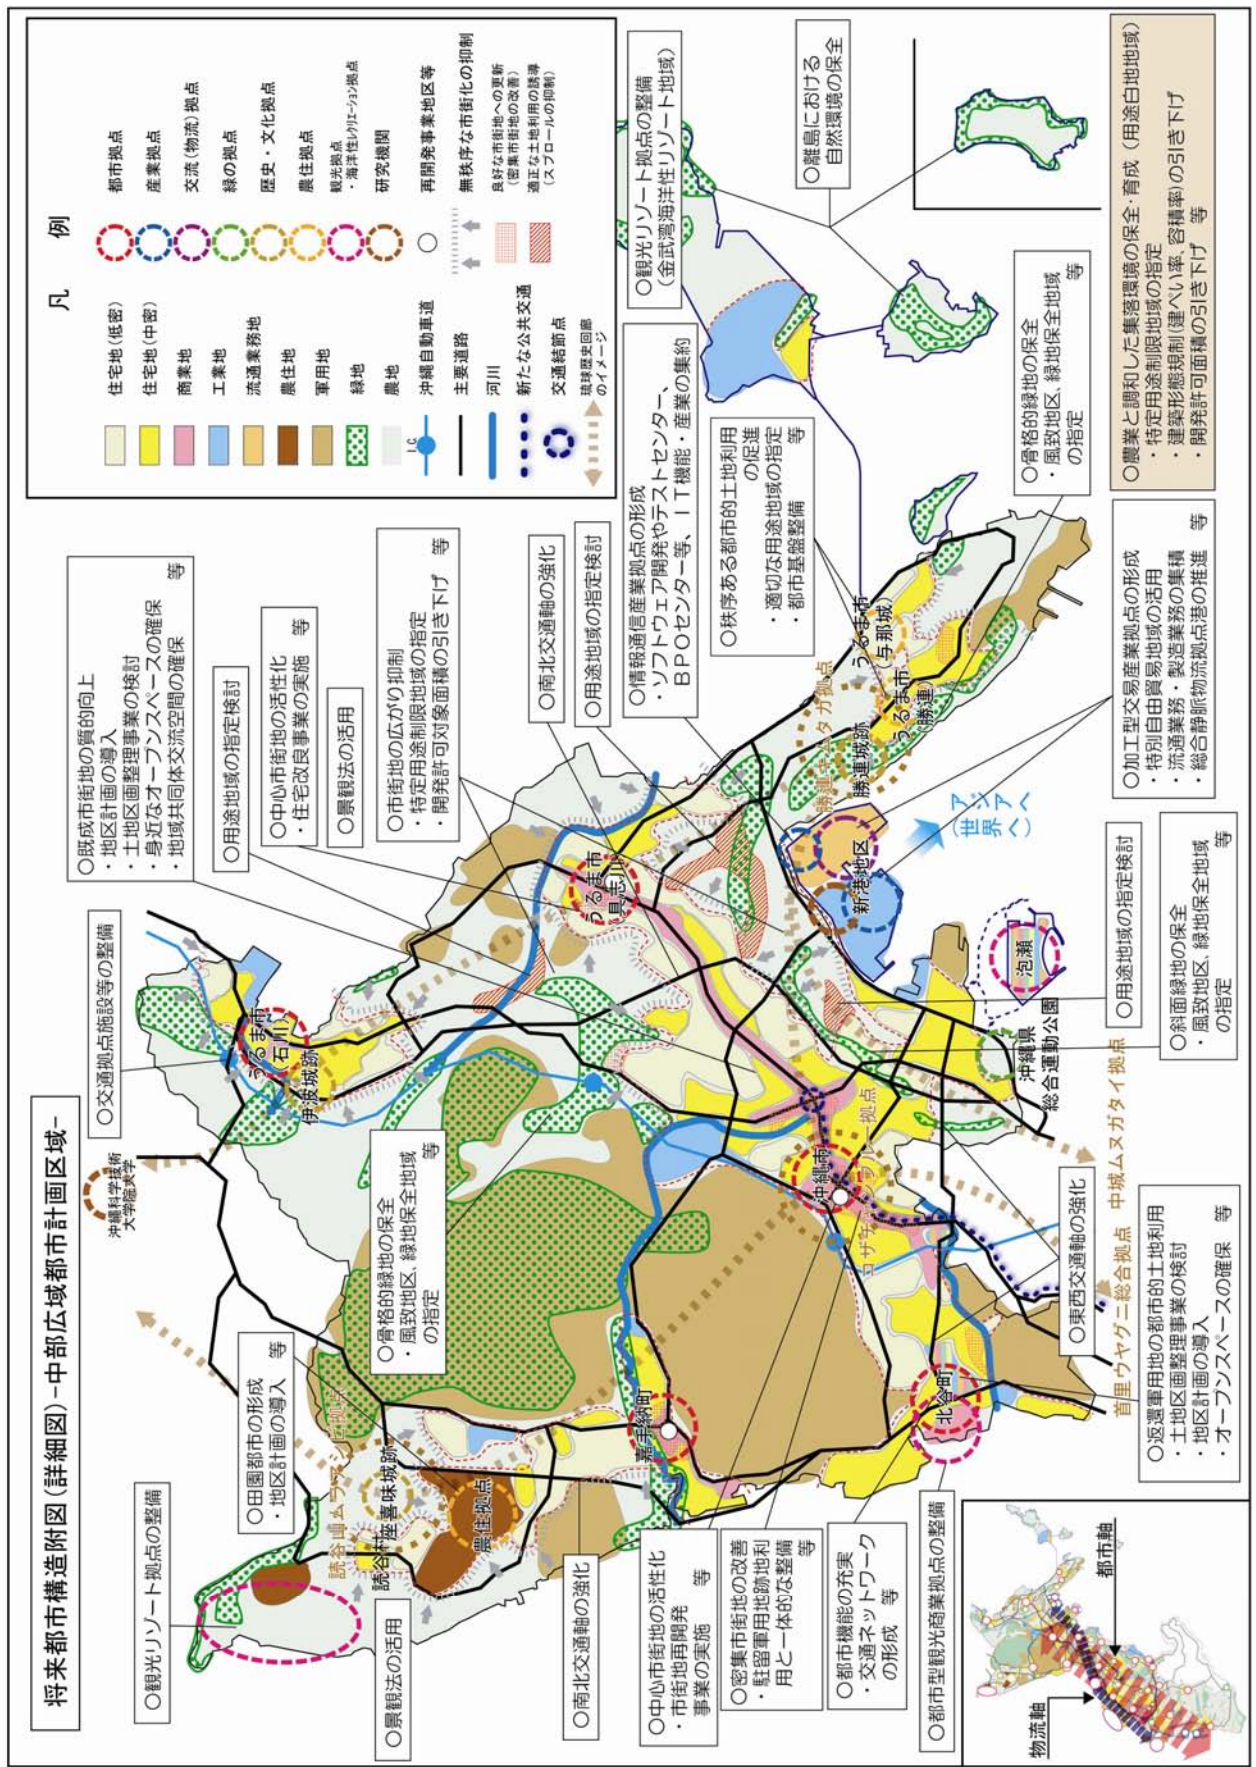 将来都市構造附図(詳細図)-中部広域都市計画区域-
凡　例
住宅地(低密)
住宅地(中密)
商業地
工業地
流通業務地
農住地
軍用地
緑地
農地
I.C.
沖縄自動車道
主要道路
河川
新たな公共交通
交通結節点
琉球歴史回廊
のイメージ
都市拠点
産業拠点
交流(物流)拠点
緑の拠点
歴史・文化拠点
農住拠点
観光拠点
・海洋性レクリエーション拠点
研究機関
再開発事業地区等
無秩序な市街化の抑制
良好な市街地への更新
(密集市街地の改善)
適正な土地利用の誘導
(スプロールの抑制)
○交通拠点施設等の整備
○既成市街地の質的向上
・地区計画の導入
・土地区画整理事業の検討
・身近なオープンスペースの確保
・地域共同体交流空間の確保　等
○用途地域の指定検討
○中心市街地の活性化
・住宅改良事業の実施　等
○景観法の活用
○市街地の広がり抑制
・特定用途制限地域の指定
・開発許可対象面積の引き下げ　等
○南北交通軸の強化
○用途地域の指定検討
○情報通信産業拠点の形成
・ソフトウェア開発やテストセンター、
ＢＰＯセンター等、ＩＴ機能・産業の集約
○観光リゾート拠点の整備
(金武湾海洋性リゾート地域)
○秩序ある都市的土地利用
の促進
・適切な用途地域の指定
・都市基盤整備　等
○離島における
自然環境の保全
○骨格的緑地の保全
・風致地区、緑地保全地域
の指定　等
○農業と調和した集落環境の保全・育成 (用途白地地域)
・特定用途制限地域の指定
・建築形態規制(建ぺい率、容積率)の引き下げ
・開発許可面積の引き下げ　等
○加工型交易産業拠点の形成
・特別自由貿易地域の活用
・流通業務・製造業務の集積
・総合静脈物流拠点港の推進　等
○用途地域の指定検討
○斜面緑地の保全
・風致地区、緑地保全地域
の指定　等
○東西交通軸の強化
○返還軍用地の都市的土地利用
・土地区画整理事業の検討
・地区計画の導入
・オープンスペースの確保　等
○観光リゾート拠点の整備
○田園都市の形成
・地区計画の導入　等
○骨格的緑地の保全
・風致地区、緑地保全地域
の指定　等
○景観法の活用
○南北交通軸の強化
○中心市街地の活性化
・市街地再開発
事業の実施　等
○密集市街地の改善
・駐留軍用地跡地利
用と一体的な整備
等
○都市機能の充実
・交通ネットワーク
の形成　等
○都市型観光商業拠点の整備
沖縄科学技術
大学院大学
うるま市
石川
伊波城跡
うるま市
具志川
うるま市
(与那城)
うるま市
(勝連)
勝連城跡
新港地区
アジアへ
(世界へ)
泡瀬
沖縄県
総合運動公園
沖縄市
北谷町
嘉手納町
読谷村
座喜味城跡
農住拠点
中城ムヌガタイ拠点
首里ウヤグニ総合拠点
物流軸
都市軸